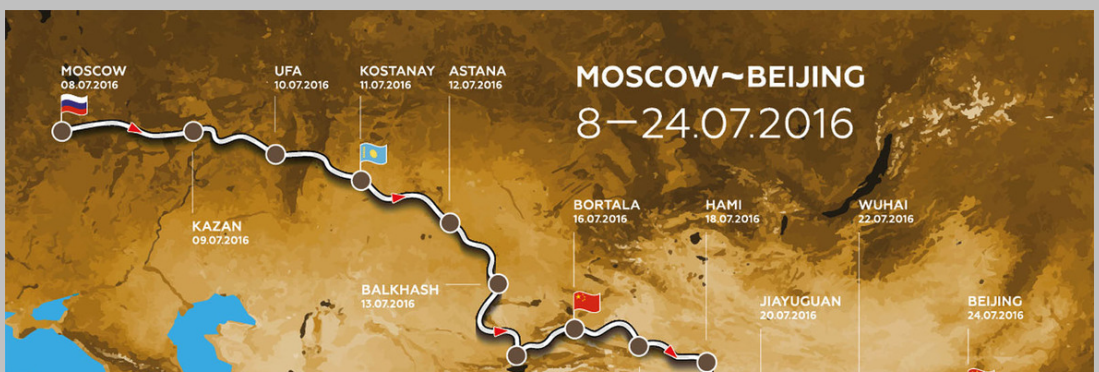 MOSCOW
08.07.2016
UFA
10.07.2016
KOSTANAY
11.07.2016
ASTANA
12.07.2016
MOSCOW~BEIJING
8—24.07.2016
KAZAN
09.07.2016
BORTALA
16.07.2016
HAMI
18.07.2016
WUHAI
22.07.2016
BALKHASH
13.07.2016
JIAYUGUAN
20.07.2016
BEIJING
24.07.2016